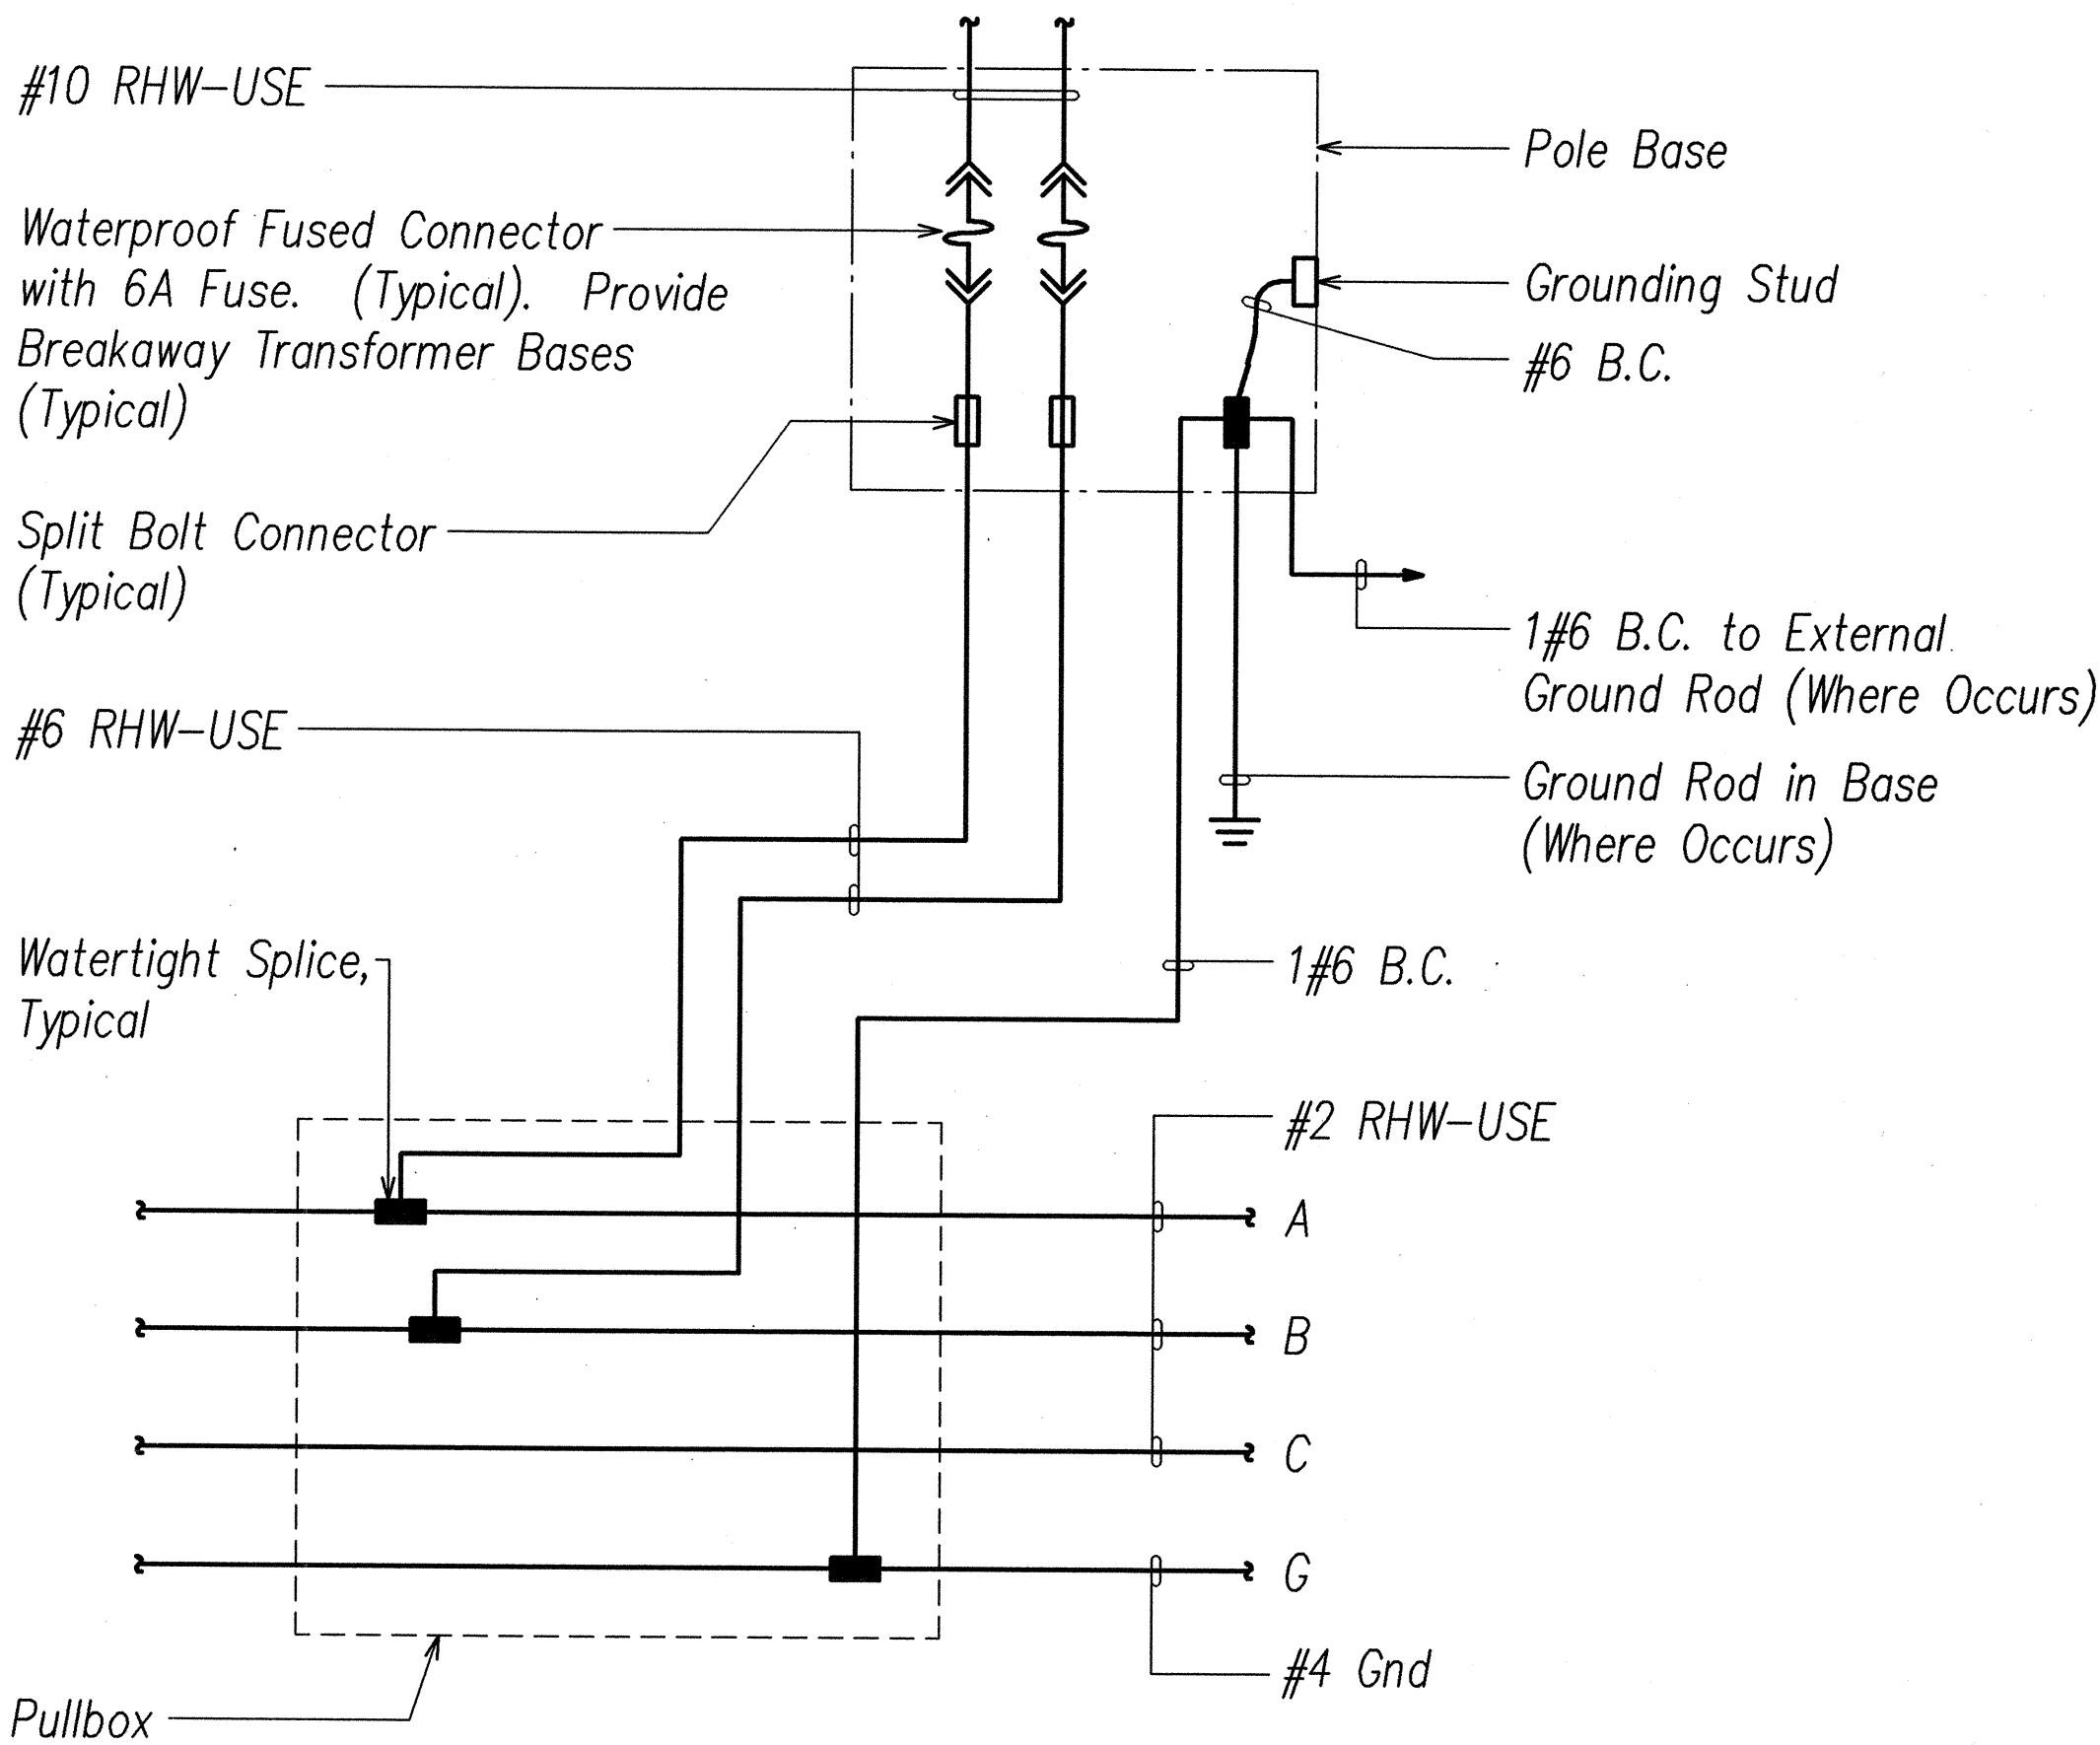 #10 RHW-USE
Pole Base
Waterproof Fused Connector
with 6A Fuse. (Typical). Provide
Breakaway Transformer Bases
(Typical)
Grounding Stud
#6 B.C.
Split Bolt Connector
(Typical)
1#6 B.C. to External
Ground Rod (Where Occurs)
#6 RHW-USE
Ground Rod in Base
(Where Occurs)
Watertight Splice,
Typical
1#6 B.C.
#2 RHW-USE
A
B
C
G
#4 Gnd
Pullbox